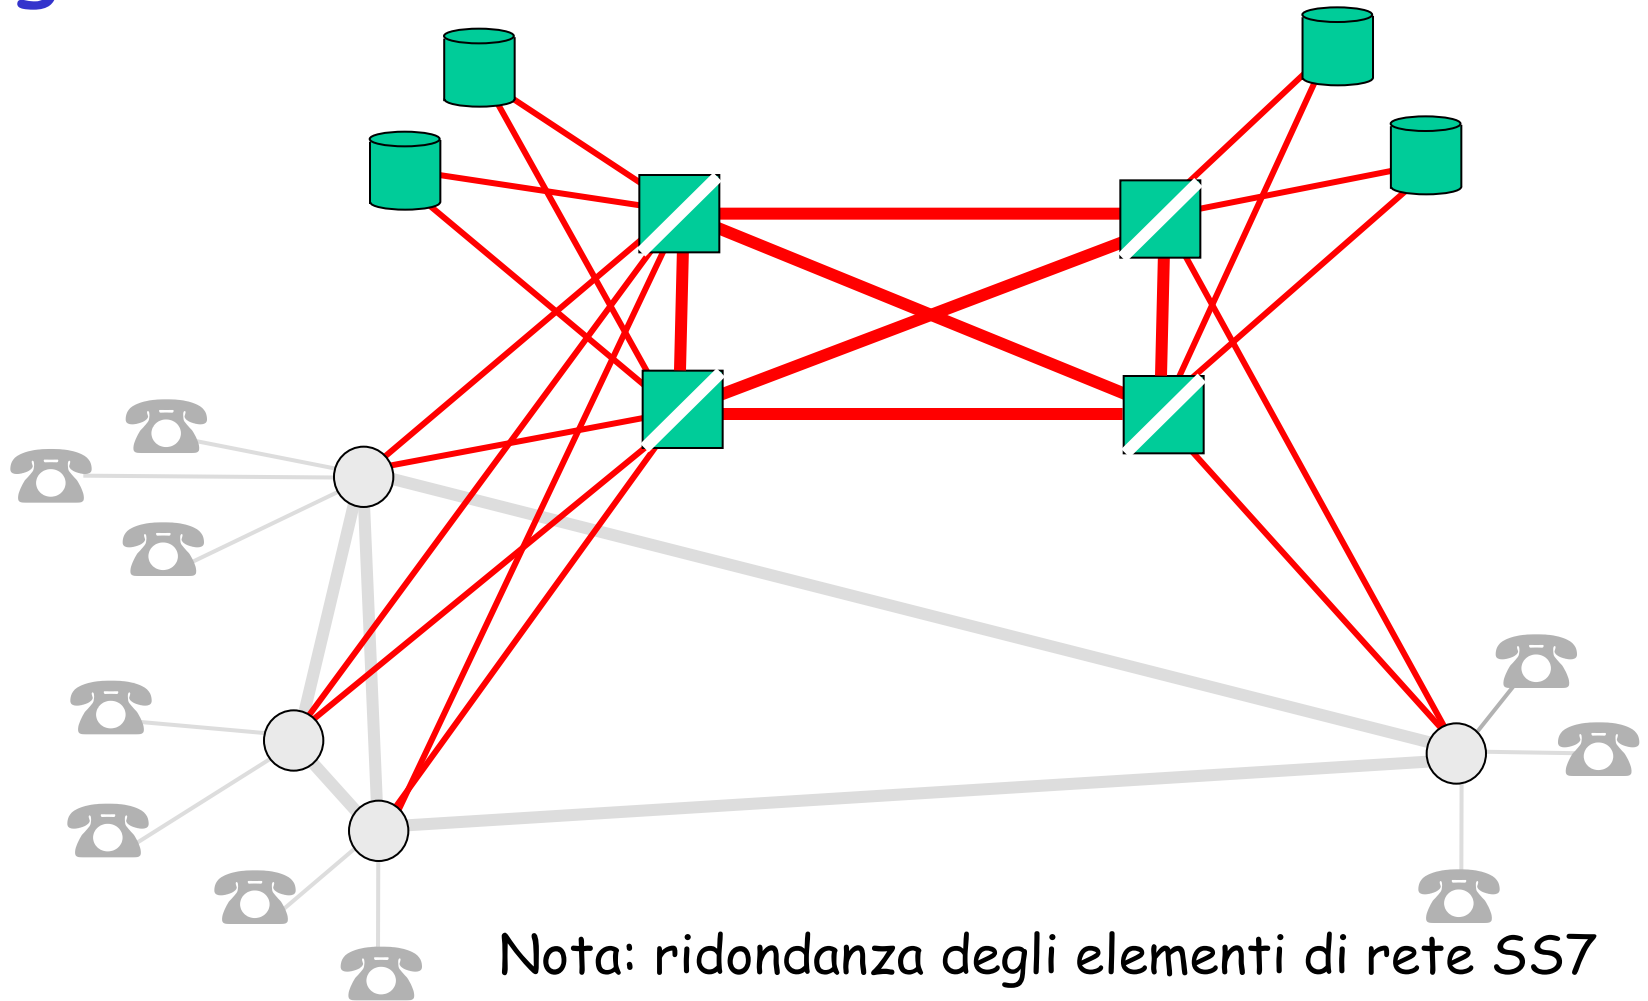 Nota: ridondanza degli elementi di rete SS7